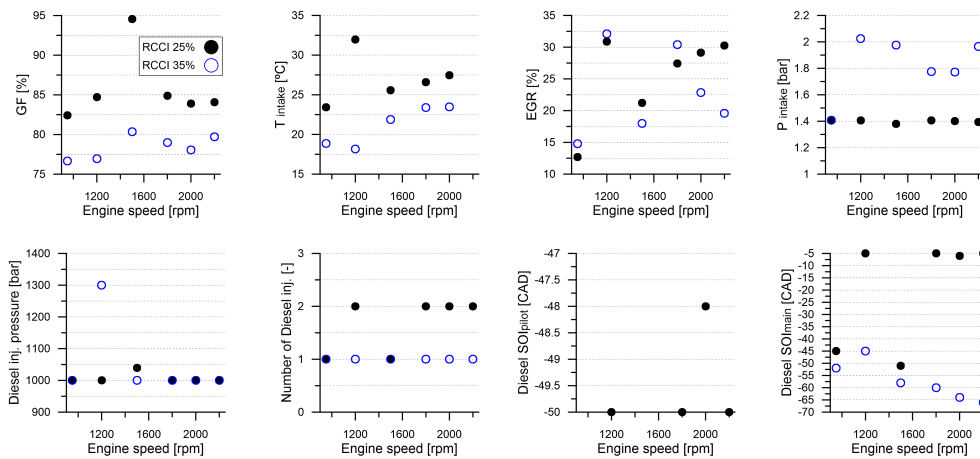 95
90
85
80
75
GF [%]
RCCI 25%
RCCI 35%
1200 1600 2000
Engine speed [rpm]
35
30
25
20
15
T intake [ºC]
1200 1600 2000
Engine speed [rpm]
35
30
25
20
15
10
EGR [%]
1200 1600 2000
Engine speed [rpm]
2.2
2
1.8
1.6
1.4
1.2
1
P intake [bar]
1200 1600 2000
Engine speed [rpm]
1400
1300
1200
1100
1000
900
Diesel inj. pressure [bar]
1200 1600 2000
Engine speed [rpm]
3
2
1
0
Number of Diesel inj. [-]
1200 1600 2000
Engine speed [rpm]
-47
-47.5
-48
-48.5
-49
-49.5
-50
Diesel SOIpilot [CAD]
1200 1600 2000
Engine speed [rpm]
-5
-10
-15
-20
-25
-30
-35
-40
-45
-50
-55
-60
-65
-70
Diesel SOImain [CAD]
1200 1600 2000
Engine speed [rpm]